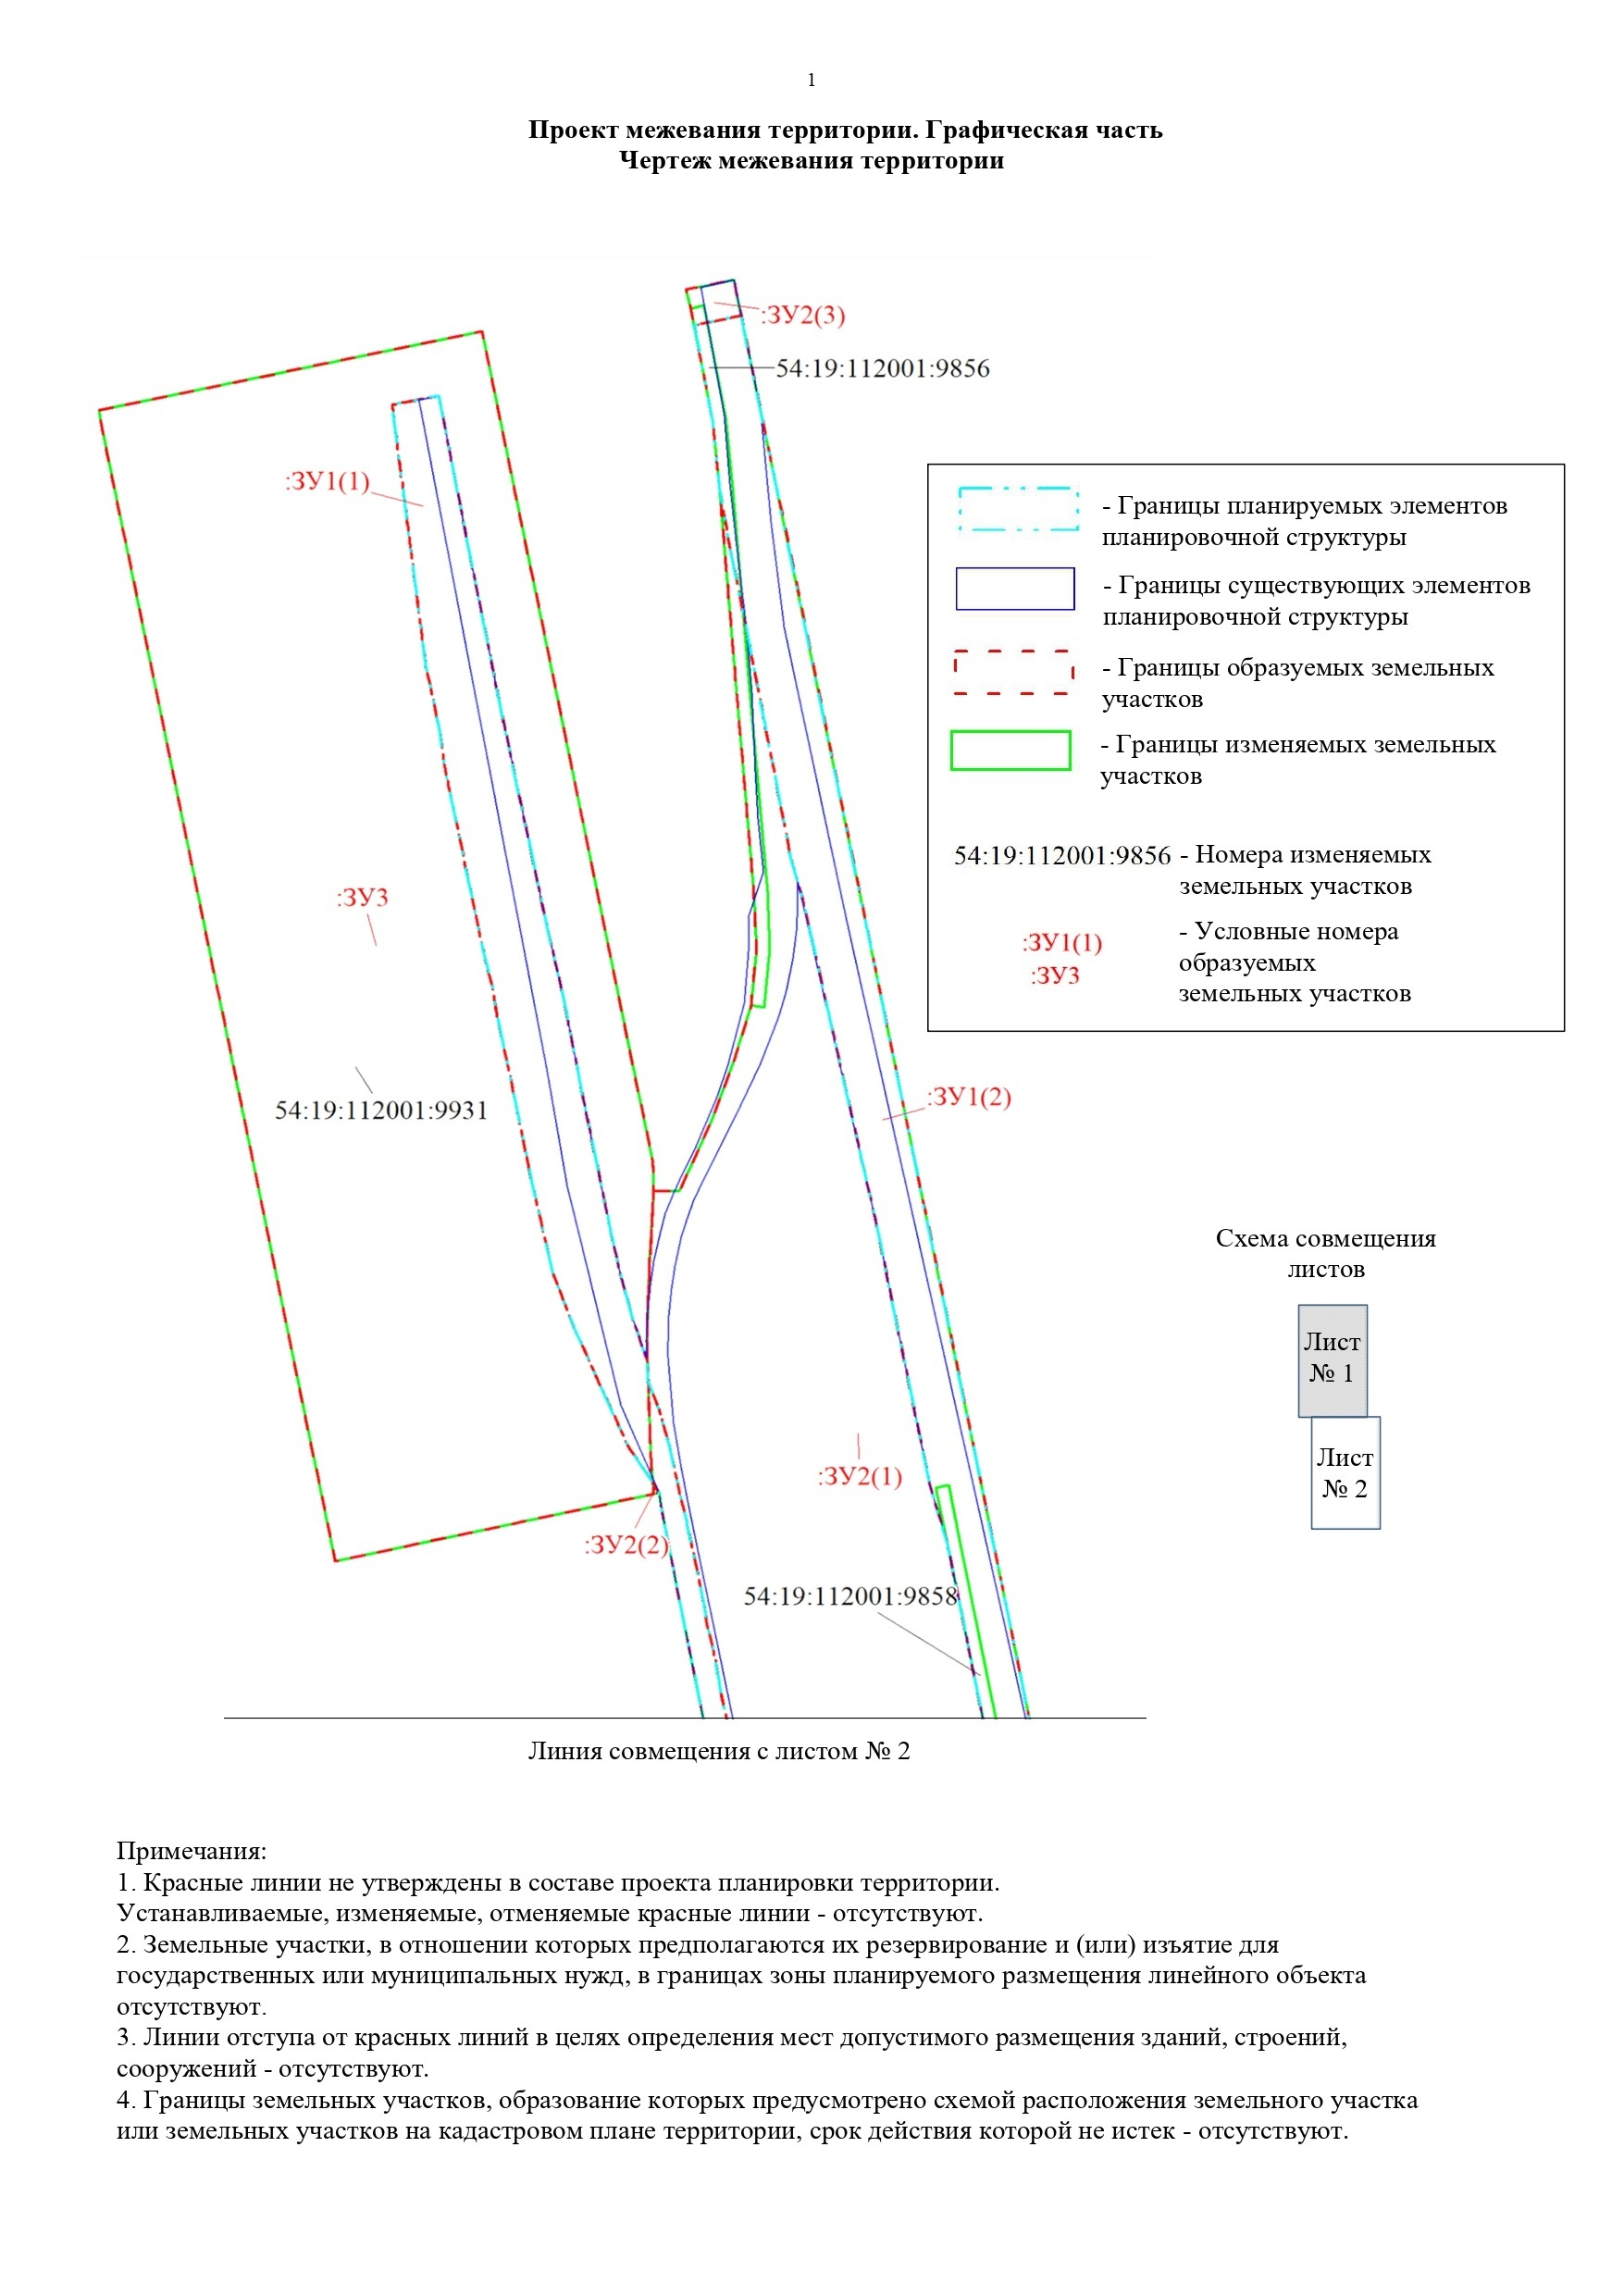 1
Проект межевания территории. Графическая часть
Чертеж межевания территории
:ЗУ2(3)
54:19:112001:9856
:ЗУ1(1)
- Границы планируемых элементов
планировочной структуры
- Границы существующих элементов
планировочной структуры
- Границы образуемых земельных
участков
- Границы изменяемых земельных
участков
54:19:112001:9856 - Номера изменяемых
земельных участков
:ЗУ1(1)
:ЗУ3
- Условные номера
образуемых
земельных участков
:ЗУ3
54:19:112001:9931
:ЗУ1(2)
Схема совмещения
листов
Лист
№ 1
Лист
№ 2
:ЗУ2(1)
:ЗУ2(2)
54:19:112001:9858
Линия совмещения с листом № 2
Примечания:
1. Красные линии не утверждены в составе проекта планировки территории.
Устанавливаемые, изменяемые, отменяемые красные линии - отсутствуют.
2. Земельные участки, в отношении которых предполагаются их резервирование и (или) изъятие для
государственных или муниципальных нужд, в границах зоны планируемого размещения линейного объекта
отсутствуют.
3. Линии отступа от красных линий в целях определения мест допустимого размещения зданий, строений,
сооружений - отсутствуют.
4. Границы земельных участков, образование которых предусмотрено схемой расположения земельного участка
или земельных участков на кадастровом плане территории, срок действия которой не истек - отсутствуют.